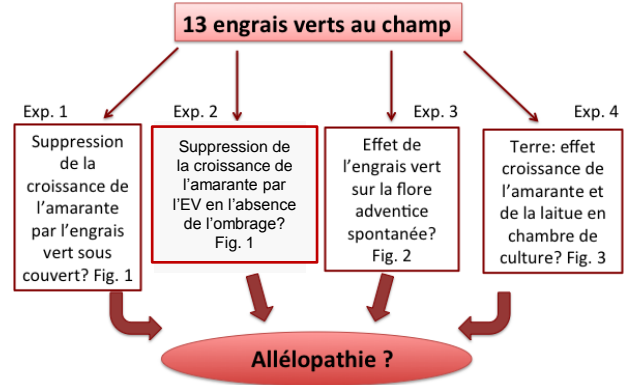 13 engrais verts au champ
Exp. 1
Exp. 2
Exp. 3
Exp. 4
Suppression
de la
croissance de
l’amarante
par l’engrais
vert sous
couvert? Fig. 1
Suppression de
la croissance de
l’amarante par
l’EV en l’absence
de l’ombrage?
Fig. 1
Effet de
l’engrais vert
sur la flore
adventice
spontanée?
Fig. 2
Terre: effet
croissance de
l’amarante et
de la laitue en
chambre de
culture? Fig. 3
Allélopathie ?